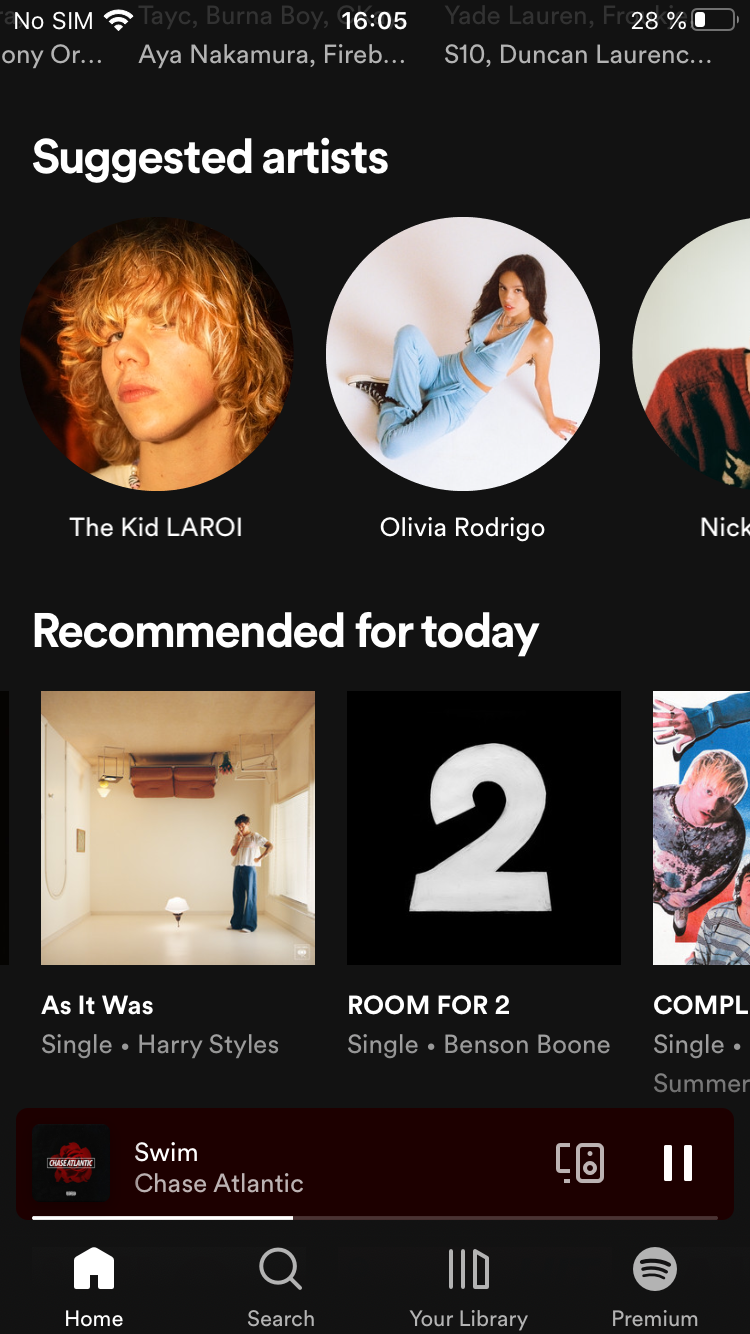 No SIM 16:05 28 %
Tayc, Burna Boy, Yade Lauren,
ony Or... Aya Nakamura, Fireb... S10, Duncan Laurenc...
Suggested artists
The Kid LAROI Olivia Rodrigo Nick
Recommended for today
2
As It Was ROOM FOR 2 COMPL
Single • Harry Styles Single • Benson Boone Single •
Summer
CHASE ATLANTIC
Swim
Chase Atlantic
Home Search Your Library Premium